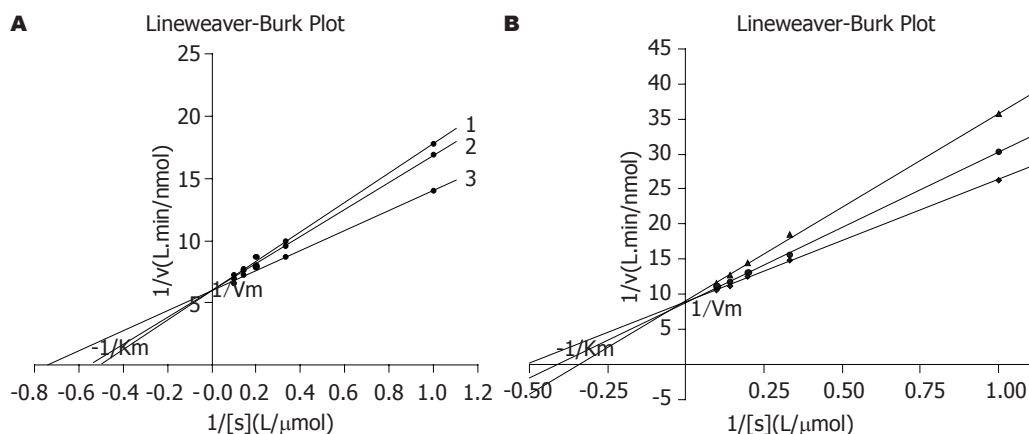 A
Lineweaver-Burk Plot
25
20
15
10
5
1/v(L.min/nmol)
1
2
3
1/Vm
-1/Km
-0.8 -0.6 -0.4 -0.2 0.0 0.2 0.4 0.6 0.8 1.0 1.2
1/[s](L/μmol)
B
Lineweaver-Burk Plot
45
40
35
30
25
20
15
10
5
-5
1/v(L.min/nmol)
1/Vm
-1/Km
-0.50 -0.25 0.25 0.50 0.75 1.00
1/[s](L/μmol)